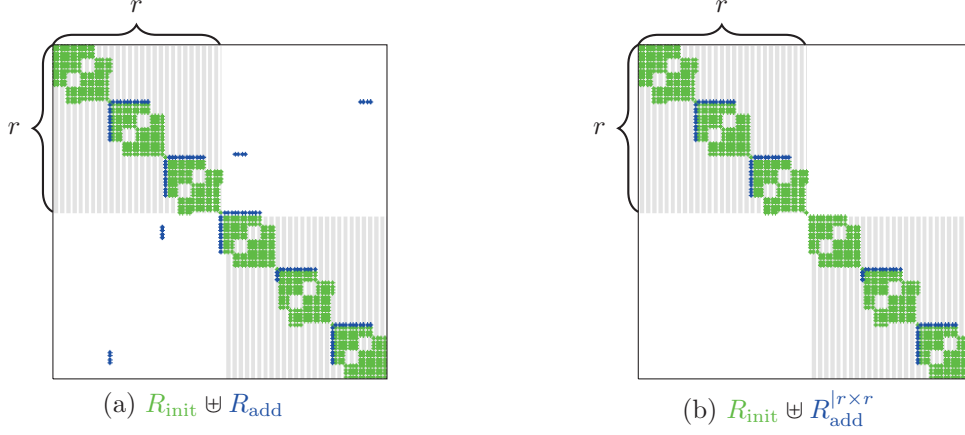 r
r
r
r
(a) R_init ⊎ R_add
(b) R_init ⊎ R_add^{|r×r}